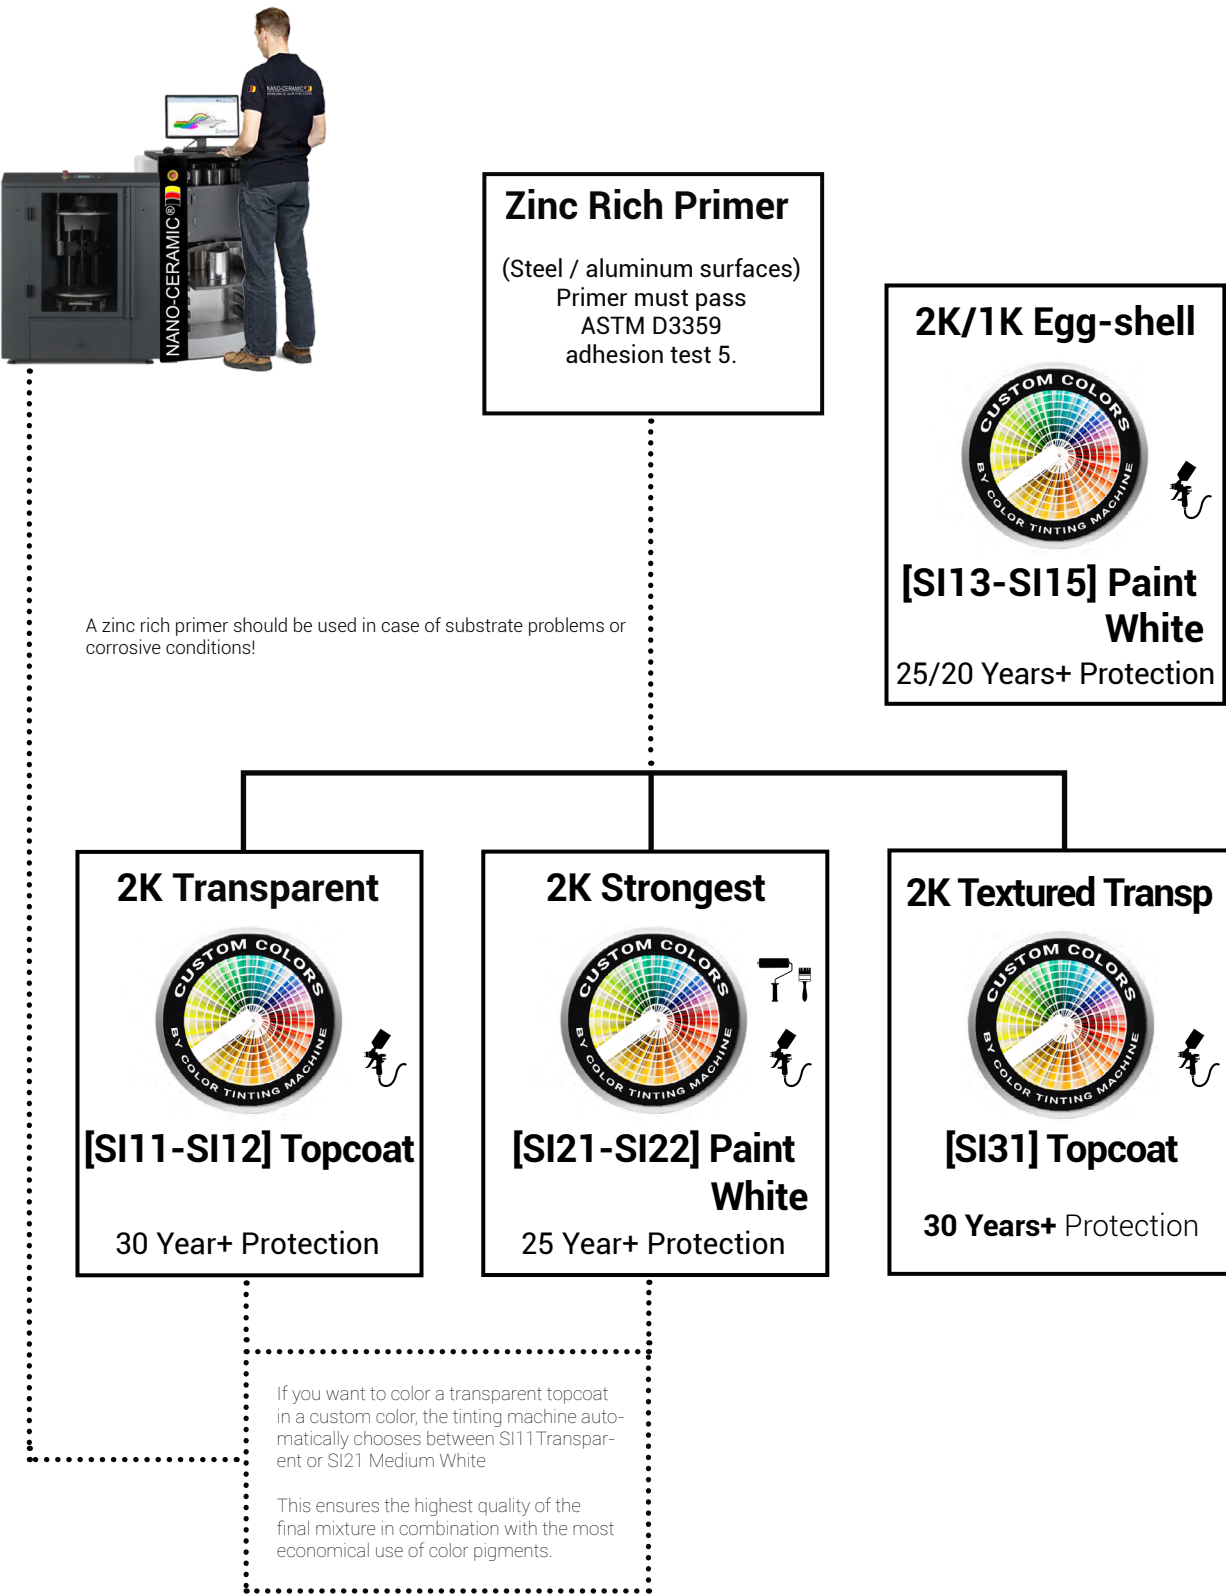 NANO-CERAMIC®
NANO-CERAMIC®
Zinc Rich Primer
(Steel / aluminum surfaces)
Primer must pass
ASTM D3359
adhesion test 5.
2K/1K Egg-shell
CUSTOM COLORS
BY COLOR TINTING MACHINE
[SI13-SI15] Paint
White
25/20 Years+ Protection
A zinc rich primer should be used in case of substrate problems or
corrosive conditions!
2K Transparent
CUSTOM COLORS
BY COLOR TINTING MACHINE
[SI11-SI12] Topcoat
30 Year+ Protection
2K Strongest
CUSTOM COLORS
BY COLOR TINTING MACHINE
[SI21-SI22] Paint
White
25 Year+ Protection
2K Textured Transp
CUSTOM COLORS
BY COLOR TINTING MACHINE
[SI31] Topcoat
30 Years+ Protection
If you want to color a transparent topcoat
in a custom color, the tinting machine auto-
matically chooses between SI11Transpar-
ent or SI21 Medium White
This ensures the highest quality of the
final mixture in combination with the most
economical use of color pigments.